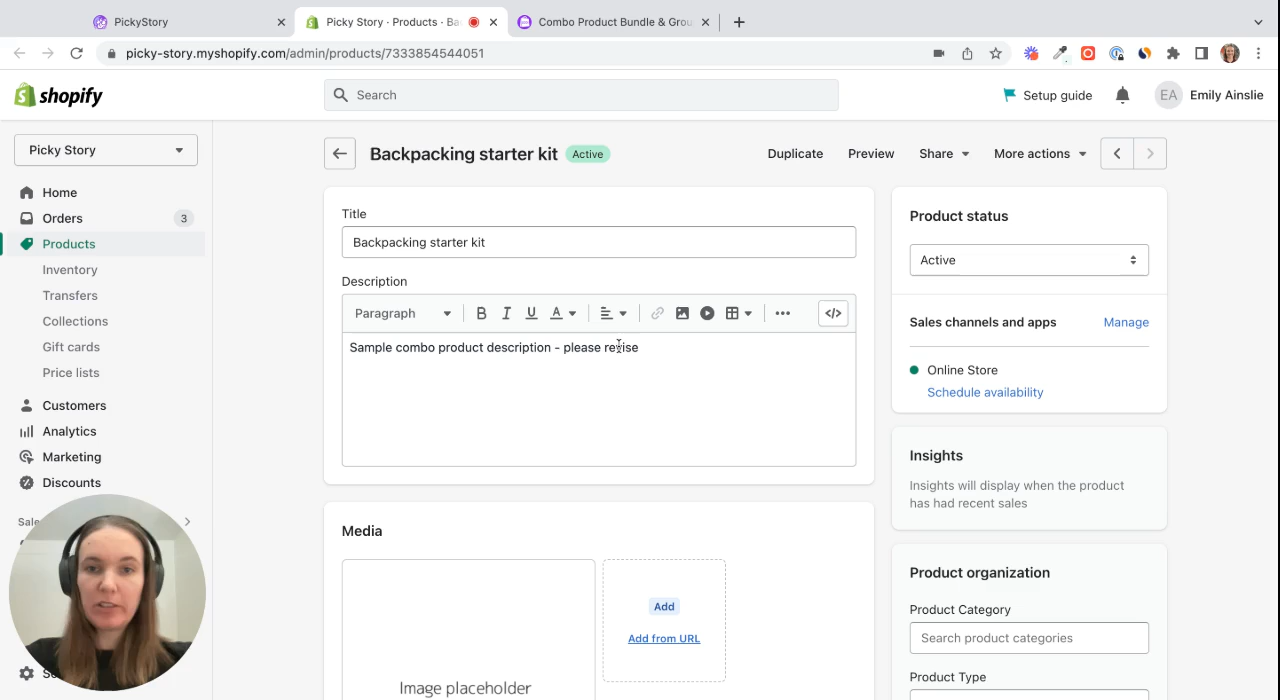 PickyStory
Picky Story · Products · Ba
Combo Product Bundle & Grou
picky-story.myshopify.com/admin/products/7333854544051
shopify
Search
Setup guide
EA
Emily Ainslie
Picky Story
Home
Orders
3
Products
Inventory
Transfers
Collections
Gift cards
Price lists
Customers
Analytics
Marketing
Discounts
Backpacking starter kit
Active
Duplicate
Preview
Share
More actions
Title
Backpacking starter kit
Description
Paragraph
B I U A
Sample combo product description - please revise
Media
Image placeholder
Add
Add from URL
Product status
Active
Sales channels and apps
Manage
Online Store
Schedule availability
Insights
Insights will display when the product
has had recent sales
Product organization
Product Category
Search product categories
Product Type